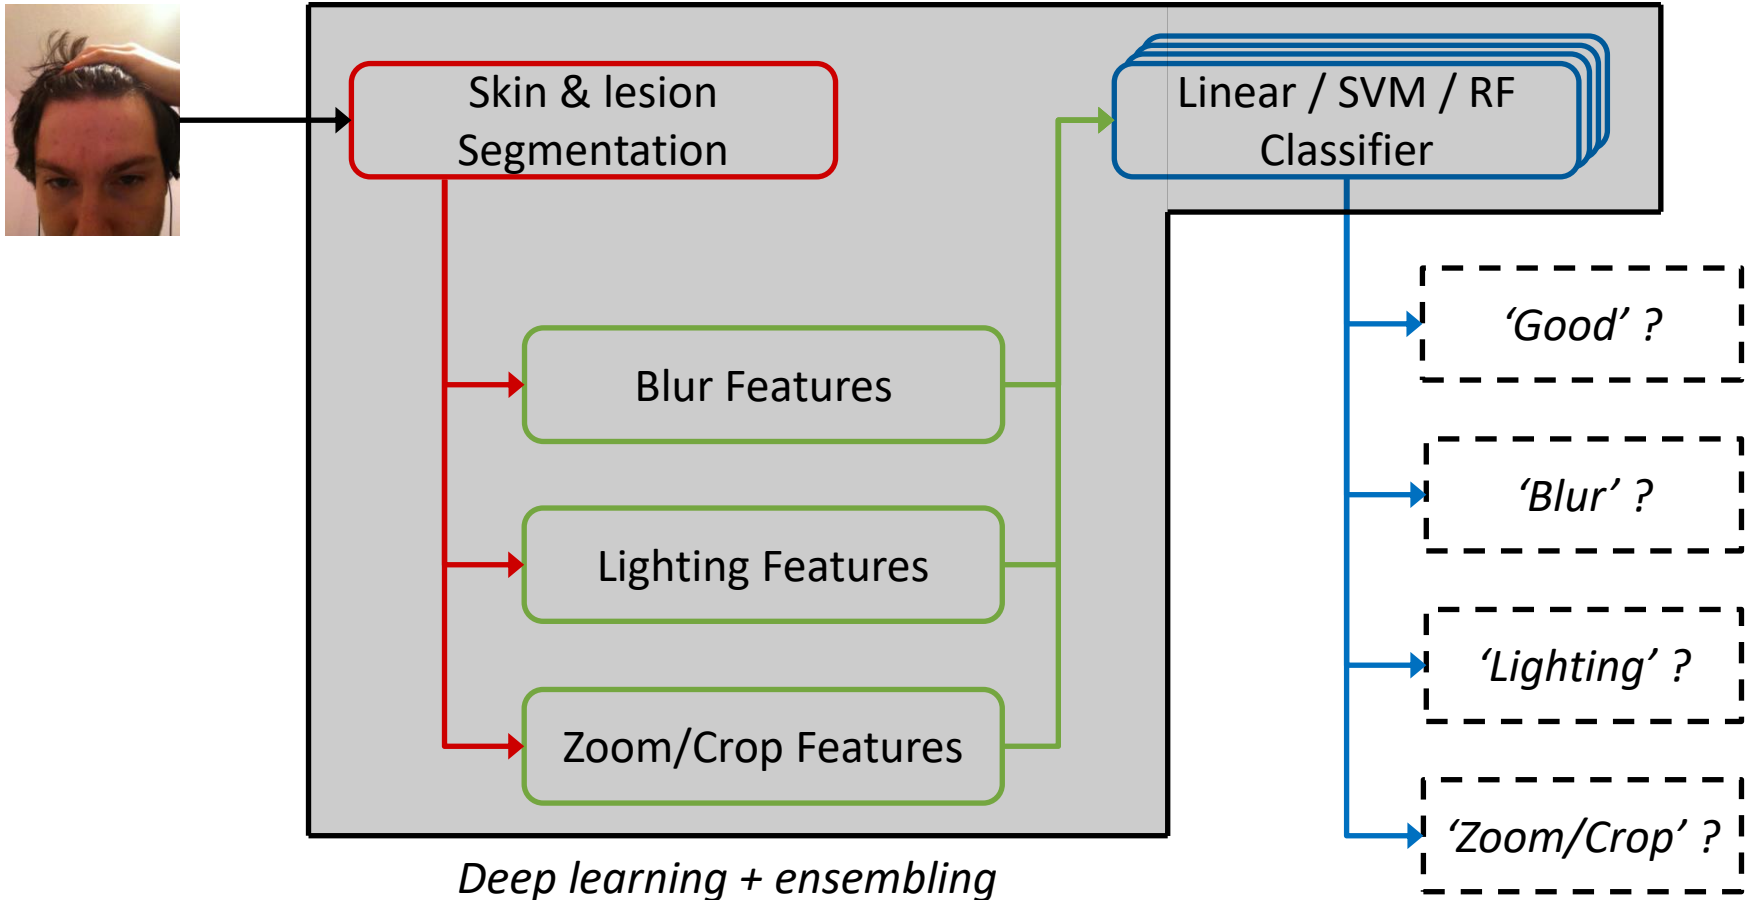 Skin & lesion
Segmentation
Linear / SVM / RF
Classifier
Blur Features
Lighting Features
Zoom/Crop Features
‘Good’ ?
‘Blur’ ?
‘Lighting’ ?
‘Zoom/Crop’ ?
Deep learning + ensembling